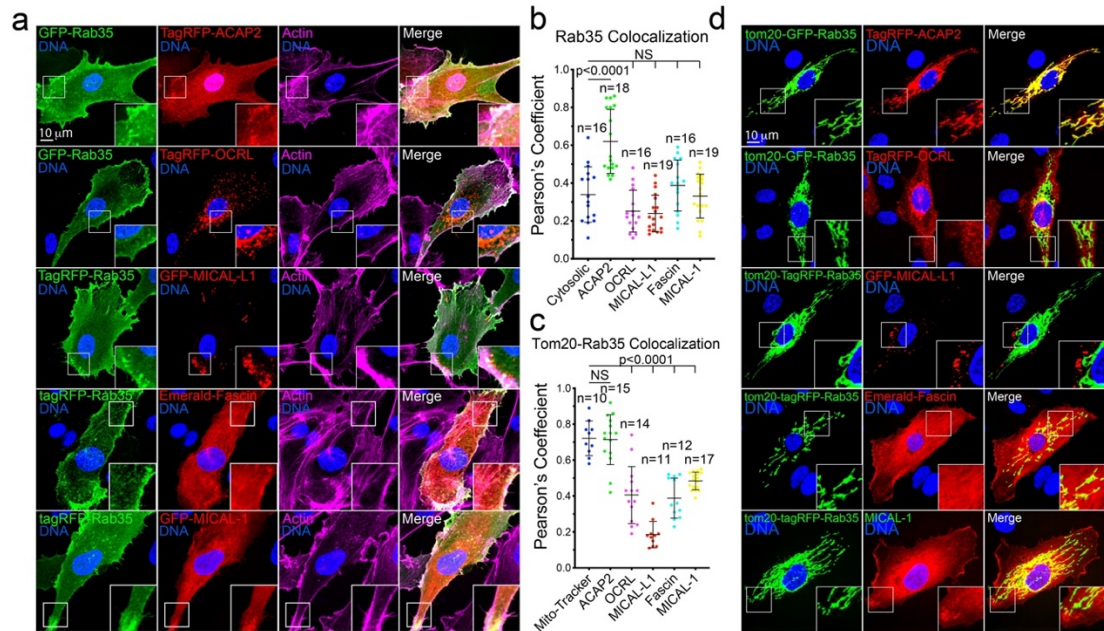 a
GFP-Rab35
DNA
TagRFP-ACAP2
DNA
Actin
DNA
Merge
10 µm
GFP-Rab35
DNA
TagRFP-OCRL
DNA
Actin
DNA
Merge
TagRFP-Rab35
DNA
GFP-MICAL-L1
DNA
Actin
DNA
Merge
tagRFP-Rab35
DNA
Emerald-Fascin
DNA
Actin
DNA
Merge
tagRFP-Rab35
DNA
GFP-MICAL-1
DNA
Actin
DNA
Merge
b
Rab35 Colocalization
NS
p<0.0001
n=18
n=16
n=16
n=19
n=16
n=19
Pearson's Coefficient
1.0
0.8
0.6
0.4
0.2
0.0
Cytosolic
ACAP2
OCRL
MICAL-L1
Fascin
MICAL-1
c
Tom20-Rab35 Colocalization
p<0.0001
NS
n=10
n=15
n=14
n=11
n=12
n=17
Pearson's Coeffecient
1.0
0.8
0.6
0.4
0.2
0.0
Mito-Tracker
ACAP2
OCRL
MICAL-L1
Fascin
MICAL-1
d
tom20-GFP-Rab35
DNA
TagRFP-ACAP2
DNA
Merge
10 µm
tom20-GFP-Rab35
DNA
TagRFP-OCRL
DNA
Merge
tom20-TagRFP-Rab35
DNA
GFP-MICAL-L1
DNA
Merge
tom20-tagRFP-Rab35
DNA
Emerald-Fascin
DNA
Merge
tom20-tagRFP-Rab35
DNA
MICAL-1
DNA
Merge